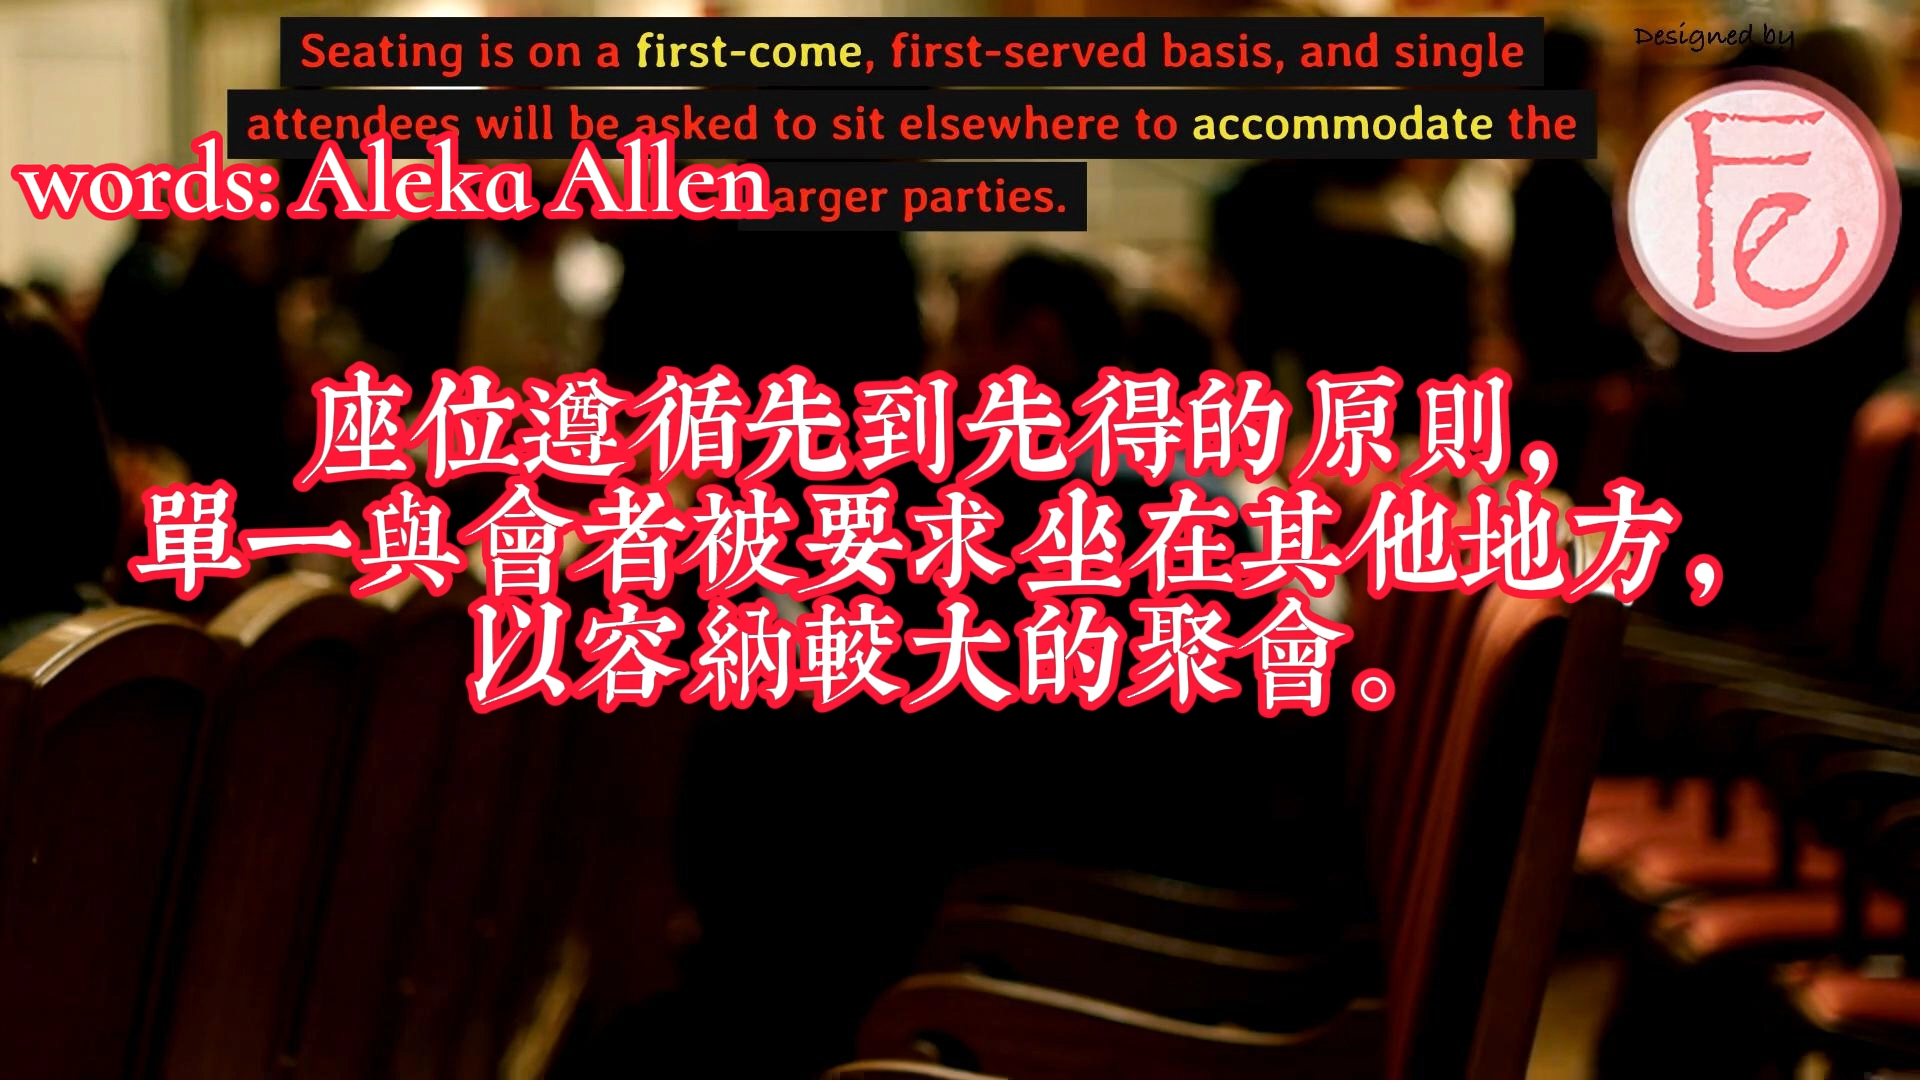 Seating is on a first-come, first-served basis, and single
attendees will be asked to sit elsewhere to accommodate the
arger parties.
words: Aleka Allen
Designed by
Fe
座位遵循先到先得的原則，
單一與會者被要求坐在其他地方，
以容納較大的聚會。